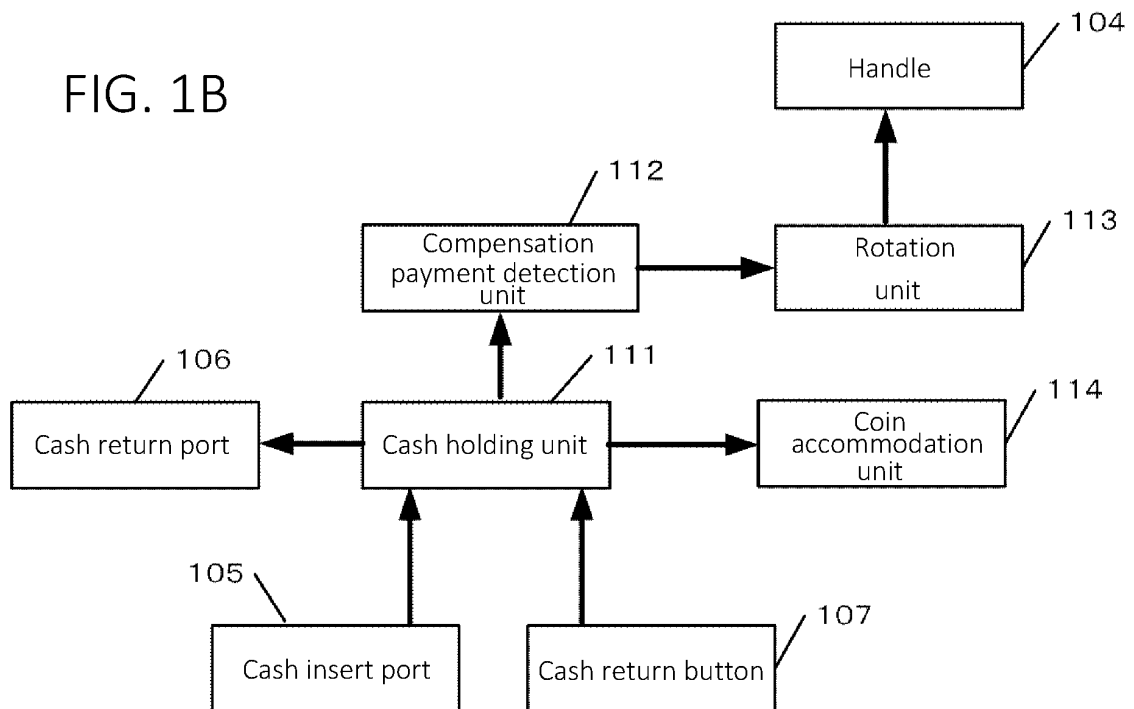 104
Handle
FIG. 1B
112
Compensation
payment detection
unit
113
Rotation
unit
106
111
114
Cash return port
Cash holding unit
Coin
accommodation
unit
105
107
Cash insert port
Cash return button